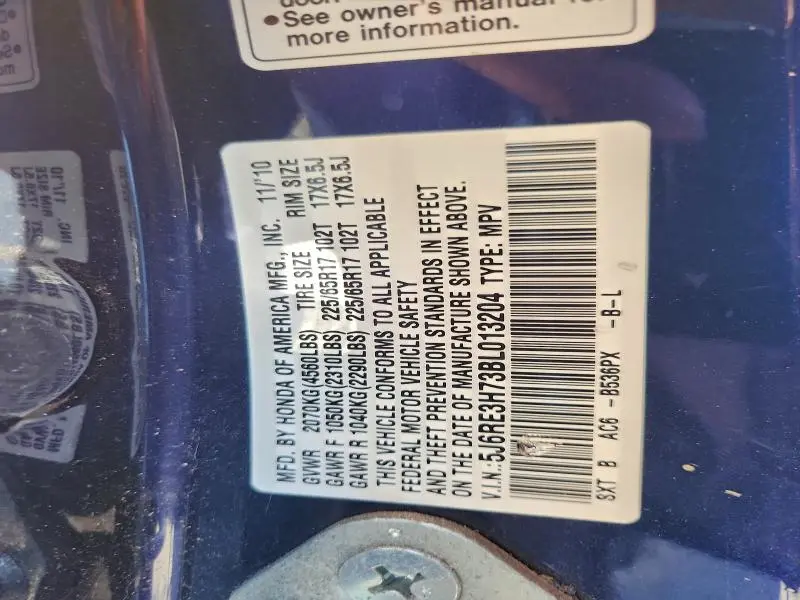 door
•See owner's manual for
more information.
MFD. BY HONDA OF AMERICA MFG., INC. 11/'10
GVWR 2070KG(4560LBS) TIRE SIZE RIM SIZE
GAWR F 1050KG(2310LBS) 225/65R17 102T 17X6.5J
GAWR R 1040KG(2290LBS) 225/65R17 102T 17X6.5J
THIS VEHICLE CONFORMS TO ALL APPLICABLE
FEDERAL MOTOR VEHICLE SAFETY
AND THEFT PREVENTION STANDARDS IN EFFECT
ON THE DATE OF MANUFACTURE SHOWN ABOVE.
V.I.N.:5J6RE3H73BL013204 TYPE: MPV
SXT B AC6 -B536PX -B-L 0